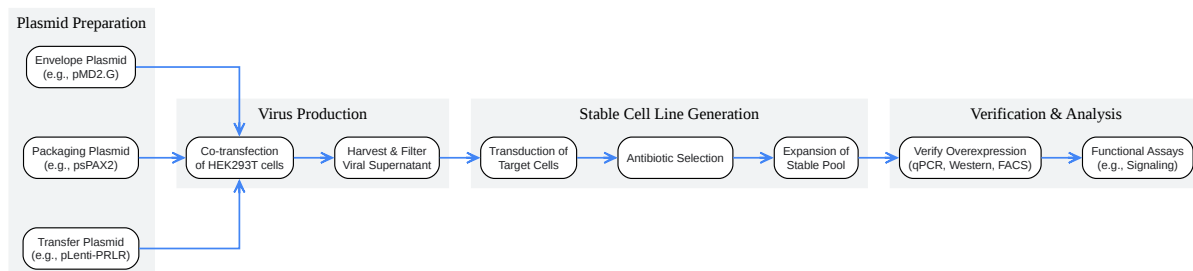 Plasmid Preparation
Envelope Plasmid
(e.g., pMD2.G)
Packaging Plasmid
(e.g., psPAX2)
Transfer Plasmid
(e.g., pLenti-PRLR)
Virus Production
Co-transfection
of HEK293T cells
Harvest & Filter
Viral Supernatant
Stable Cell Line Generation
Transduction of
Target Cells
Antibiotic Selection
Expansion of
Stable Pool
Verification & Analysis
Verify Overexpression
(qPCR, Western, FACS)
Functional Assays
(e.g., Signaling)